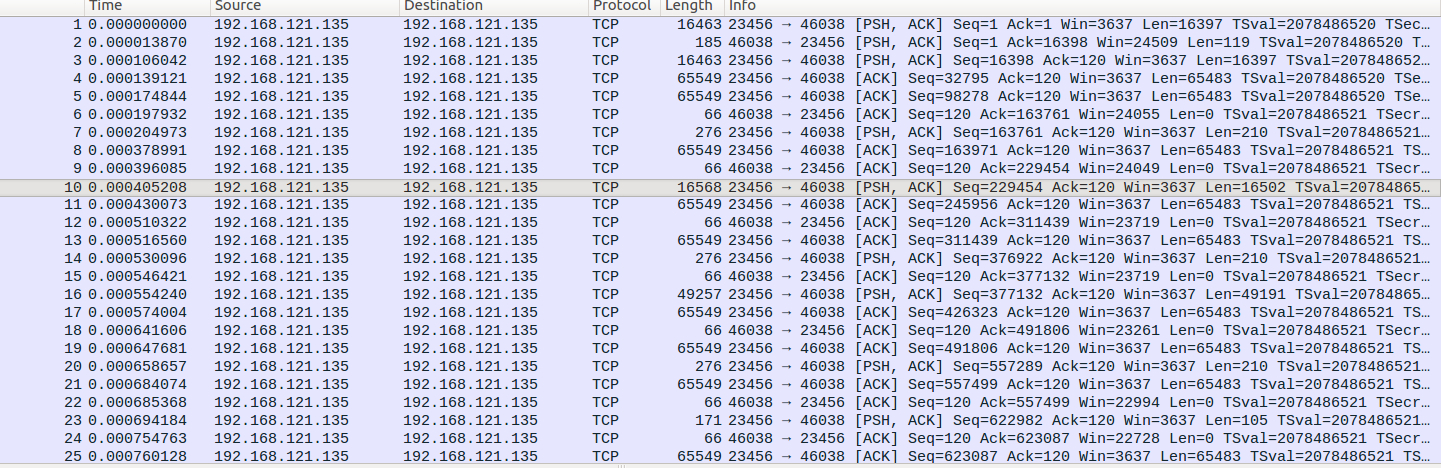 Time Source Destination Protocol Length Info
1 0.000000000 192.168.121.135 192.168.121.135 TCP 16463 23456 → 46038 [PSH, ACK] Seq=1 Ack=1 Win=3637 Len=16397 TSval=2078486520 TSec…
2 0.000013870 192.168.121.135 192.168.121.135 TCP 185 46038 → 23456 [PSH, ACK] Seq=1 Ack=16398 Win=24509 Len=119 TSval=2078486520 T…
3 0.000106042 192.168.121.135 192.168.121.135 TCP 16463 23456 → 46038 [PSH, ACK] Seq=16398 Ack=120 Win=3637 Len=16397 TSval=207848652…
4 0.000139121 192.168.121.135 192.168.121.135 TCP 65549 23456 → 46038 [ACK] Seq=32795 Ack=120 Win=3637 Len=65483 TSval=2078486520 TSe…
5 0.000174844 192.168.121.135 192.168.121.135 TCP 65549 23456 → 46038 [ACK] Seq=98278 Ack=120 Win=3637 Len=65483 TSval=2078486520 TSe…
6 0.000197932 192.168.121.135 192.168.121.135 TCP 66 46038 → 23456 [ACK] Seq=120 Ack=163761 Win=24055 Len=0 TSval=2078486521 TSecr…
7 0.000204973 192.168.121.135 192.168.121.135 TCP 276 23456 → 46038 [PSH, ACK] Seq=163761 Ack=120 Win=3637 Len=210 TSval=2078486521…
8 0.000378991 192.168.121.135 192.168.121.135 TCP 65549 23456 → 46038 [ACK] Seq=163971 Ack=120 Win=3637 Len=65483 TSval=2078486521 TS…
9 0.000396085 192.168.121.135 192.168.121.135 TCP 66 46038 → 23456 [ACK] Seq=120 Ack=229454 Win=24049 Len=0 TSval=2078486521 TSecr…
10 0.000405208 192.168.121.135 192.168.121.135 TCP 16568 23456 → 46038 [PSH, ACK] Seq=229454 Ack=120 Win=3637 Len=16502 TSval=20784865…
11 0.000430073 192.168.121.135 192.168.121.135 TCP 65549 23456 → 46038 [ACK] Seq=245956 Ack=120 Win=3637 Len=65483 TSval=2078486521 TS…
12 0.000510322 192.168.121.135 192.168.121.135 TCP 66 46038 → 23456 [ACK] Seq=120 Ack=311439 Win=23719 Len=0 TSval=2078486521 TSecr…
13 0.000516560 192.168.121.135 192.168.121.135 TCP 65549 23456 → 46038 [ACK] Seq=311439 Ack=120 Win=3637 Len=65483 TSval=2078486521 TS…
14 0.000530096 192.168.121.135 192.168.121.135 TCP 276 23456 → 46038 [PSH, ACK] Seq=376922 Ack=120 Win=3637 Len=210 TSval=2078486521…
15 0.000546421 192.168.121.135 192.168.121.135 TCP 66 46038 → 23456 [ACK] Seq=120 Ack=377132 Win=23719 Len=0 TSval=2078486521 TSecr…
16 0.000554240 192.168.121.135 192.168.121.135 TCP 49257 23456 → 46038 [PSH, ACK] Seq=377132 Ack=120 Win=3637 Len=49191 TSval=20784865…
17 0.000574004 192.168.121.135 192.168.121.135 TCP 65549 23456 → 46038 [ACK] Seq=426323 Ack=120 Win=3637 Len=65483 TSval=2078486521 TS…
18 0.000641606 192.168.121.135 192.168.121.135 TCP 66 46038 → 23456 [ACK] Seq=120 Ack=491806 Win=23261 Len=0 TSval=2078486521 TSecr…
19 0.000647681 192.168.121.135 192.168.121.135 TCP 65549 23456 → 46038 [ACK] Seq=491806 Ack=120 Win=3637 Len=65483 TSval=2078486521 TS…
20 0.000658657 192.168.121.135 192.168.121.135 TCP 276 23456 → 46038 [PSH, ACK] Seq=557289 Ack=120 Win=3637 Len=210 TSval=2078486521…
21 0.000684074 192.168.121.135 192.168.121.135 TCP 65549 23456 → 46038 [ACK] Seq=557499 Ack=120 Win=3637 Len=65483 TSval=2078486521 TS…
22 0.000685368 192.168.121.135 192.168.121.135 TCP 66 46038 → 23456 [ACK] Seq=120 Ack=557499 Win=22994 Len=0 TSval=2078486521 TSecr…
23 0.000694184 192.168.121.135 192.168.121.135 TCP 171 23456 → 46038 [PSH, ACK] Seq=622982 Ack=120 Win=3637 Len=105 TSval=2078486521…
24 0.000754763 192.168.121.135 192.168.121.135 TCP 66 46038 → 23456 [ACK] Seq=120 Ack=623087 Win=22728 Len=0 TSval=2078486521 TSecr…
25 0.000760128 192.168.121.135 192.168.121.135 TCP 65549 23456 → 46038 [ACK] Seq=623087 Ack=120 Win=3637 Len=65483 TSval=2078486521 TS…